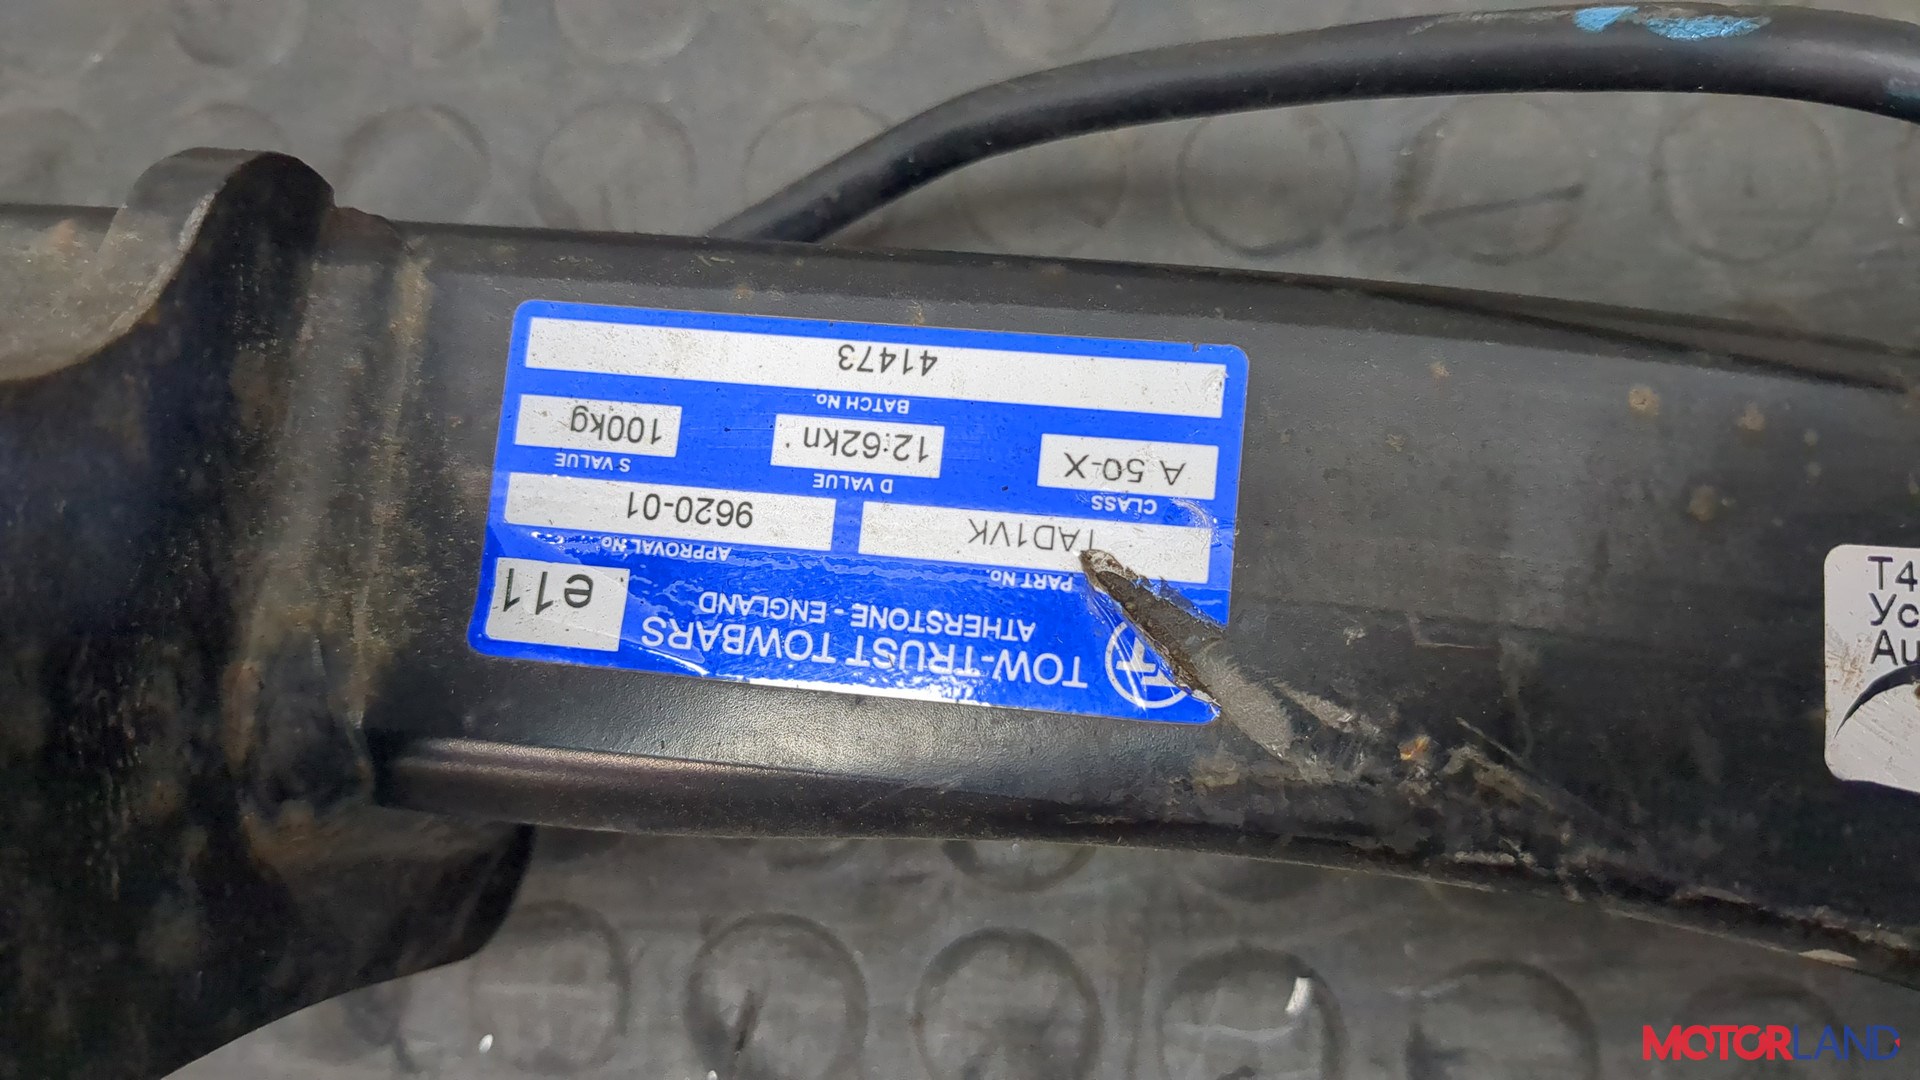 TOW-TRUST TOWBARS
ATHERSTONE - ENGLAND
e11
PART No.
TAD1VK
APPROVAL No
9620-01
CLASS
A 50-X
D VALUE
12.62kn
S VALUE
100kg
BATCH No.
41473
T4
Ус
Au
MOTORLAND